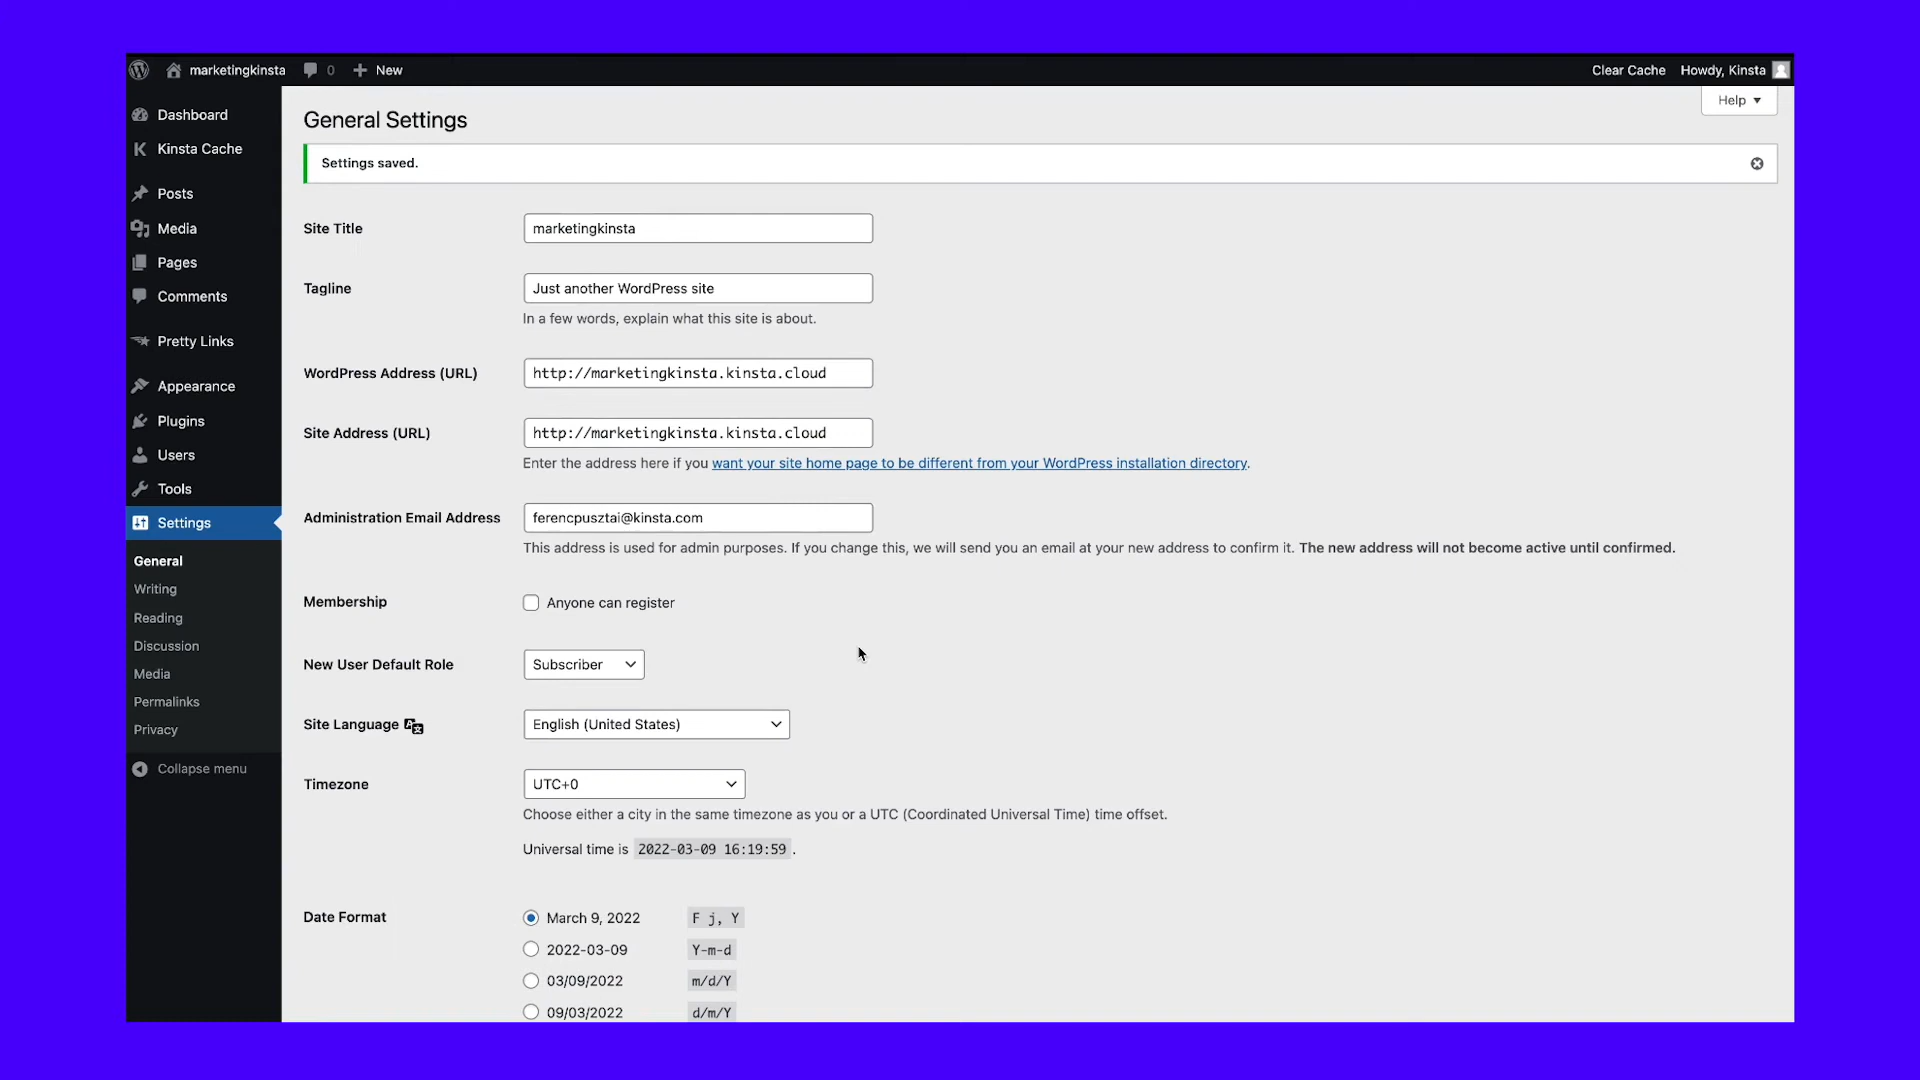 marketingkinsta 0 New Clear Cache Howdy, Kinsta
Help
Dashboard
Kinsta Cache
Posts
Media
Pages
Comments
Pretty Links
Appearance
Plugins
Users
Tools
Settings
General
Writing
Reading
Discussion
Media
Permalinks
Privacy
Collapse menu
General Settings
Settings saved.
Site Title marketingkinsta
Tagline Just another WordPress site
In a few words, explain what this site is about.
WordPress Address (URL) http://marketingkinsta.kinsta.cloud
Site Address (URL) http://marketingkinsta.kinsta.cloud
Enter the address here if you want your site home page to be different from your WordPress installation directory.
Administration Email Address ferencpusztai@kinsta.com
This address is used for admin purposes. If you change this, we will send you an email at your new address to confirm it. The new address will not become active until confirmed.
Membership Anyone can register
New User Default Role Subscriber
Site Language English (United States)
Timezone UTC+0
Choose either a city in the same timezone as you or a UTC (Coordinated Universal Time) time offset.
Universal time is 2022-03-09 16:19:59 .
Date Format March 9, 2022 F j, Y
2022-03-09 Y-m-d
03/09/2022 m/d/Y
09/03/2022 d/m/Y